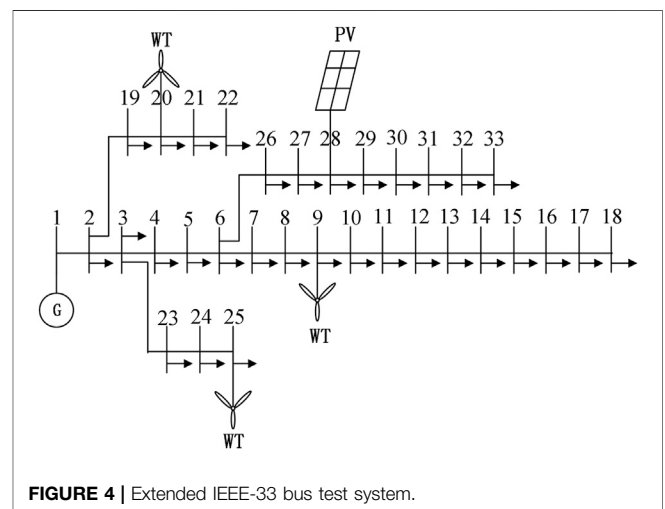 WT
PV
19 20 21 22
26 27 28 29 30 31 32 33
1 2 3 4 5 6 7 8 9 10 11 12 13 14 15 16 17 18
G
WT
23 24 25
WT
FIGURE 4 | Extended IEEE-33 bus test system.